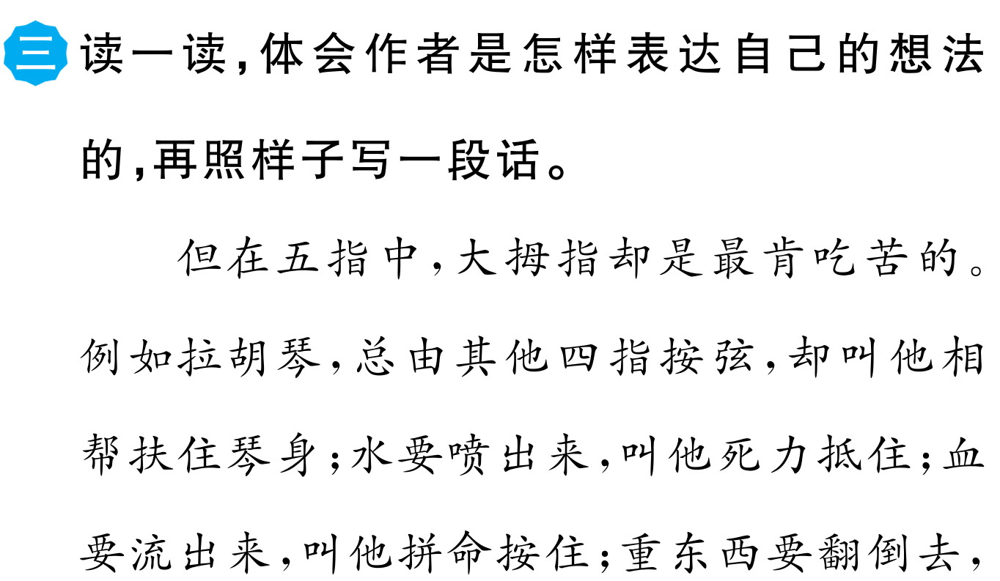 三 读一读,体会作者是怎样表达自己的想法
的,再照样子写一段话。
但在五指中,大拇指却是最肯吃苦的。
例如拉胡琴,总由其他四指按弦,却叫他相
帮扶住琴身;水要喷出来,叫他死力抵住;血
要流出来,叫他拼命按住;重东西要翻倒去,